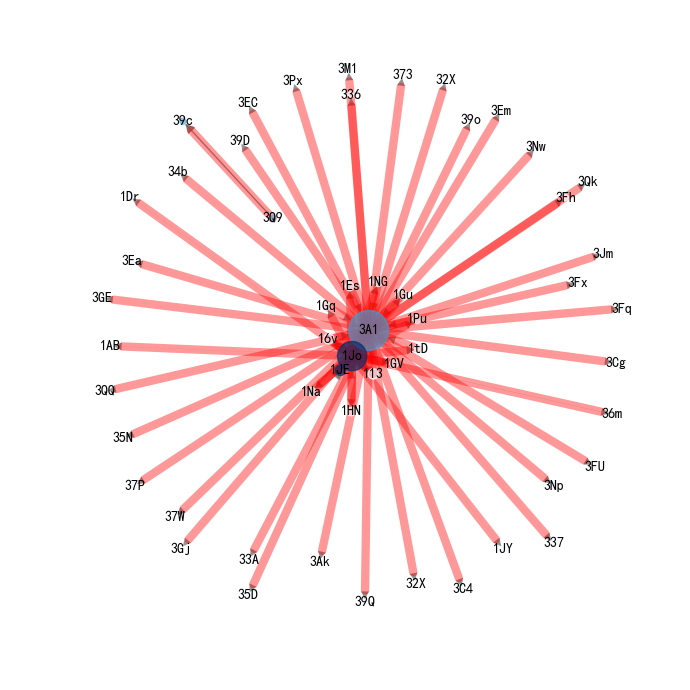 3M1
373
32X
3Px
336
3EC
3Em
39c
39o
39D
3Nw
34b
3Qk
1Dr
3Fh
3Q9
3Jm
3Ea
3Fx
1NG
1Es
1Gu
3GE
1Gq
3Fq
1Pu
3A1
16v
1AB
1tD
1Jo
3Cg
1GV
1JE
113
1Na
1HN
36m
35N
3FU
37P
3Np
37W
337
3Gj
1JY
33A
3Ak
32X
3C4
35D
39Q